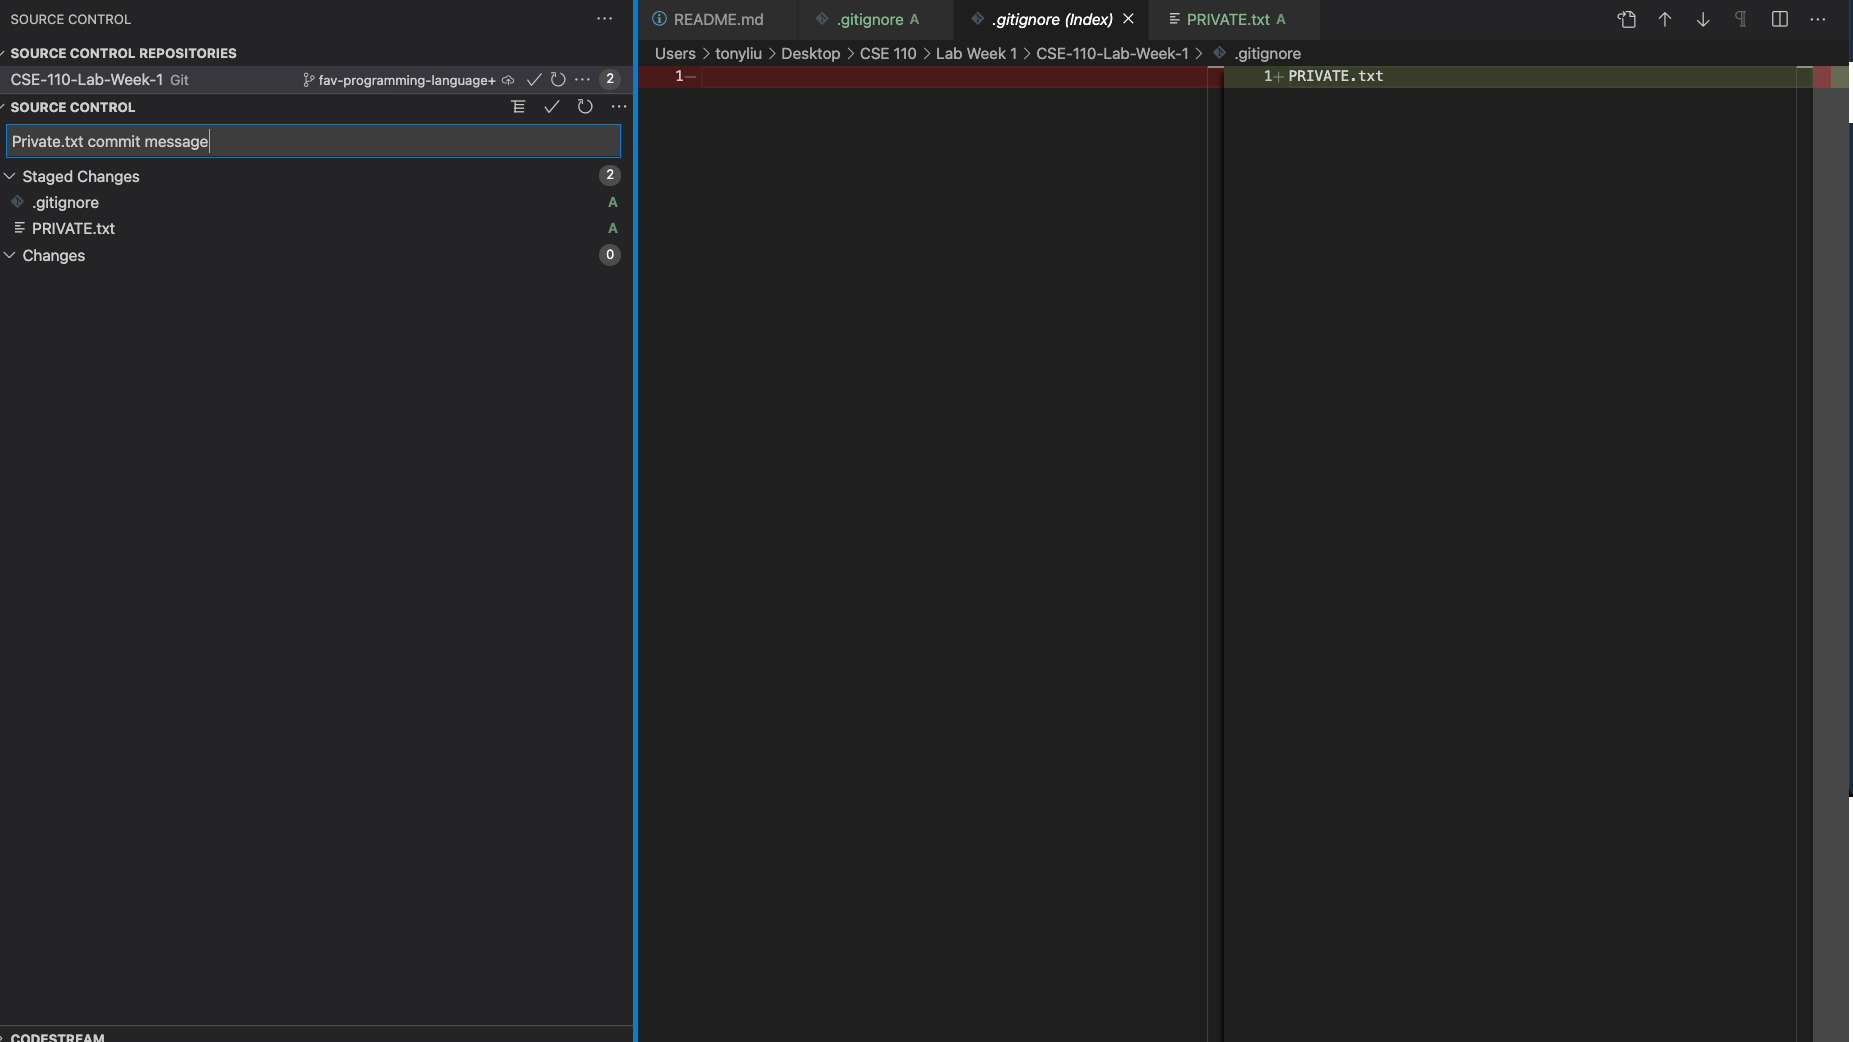 SOURCE CONTROL
SOURCE CONTROL REPOSITORIES
CSE-110-Lab-Week-1 Git fav-programming-language+ 2
SOURCE CONTROL
Private.txt commit message
Staged Changes 2
.gitignore A
PRIVATE.txt A
Changes 0
CODESTREAM
README.md .gitignore A .gitignore (Index) PRIVATE.txt A
Users > tonyliu > Desktop > CSE 110 > Lab Week 1 > CSE-110-Lab-Week-1 > .gitignore
1−
1+ PRIVATE.txt